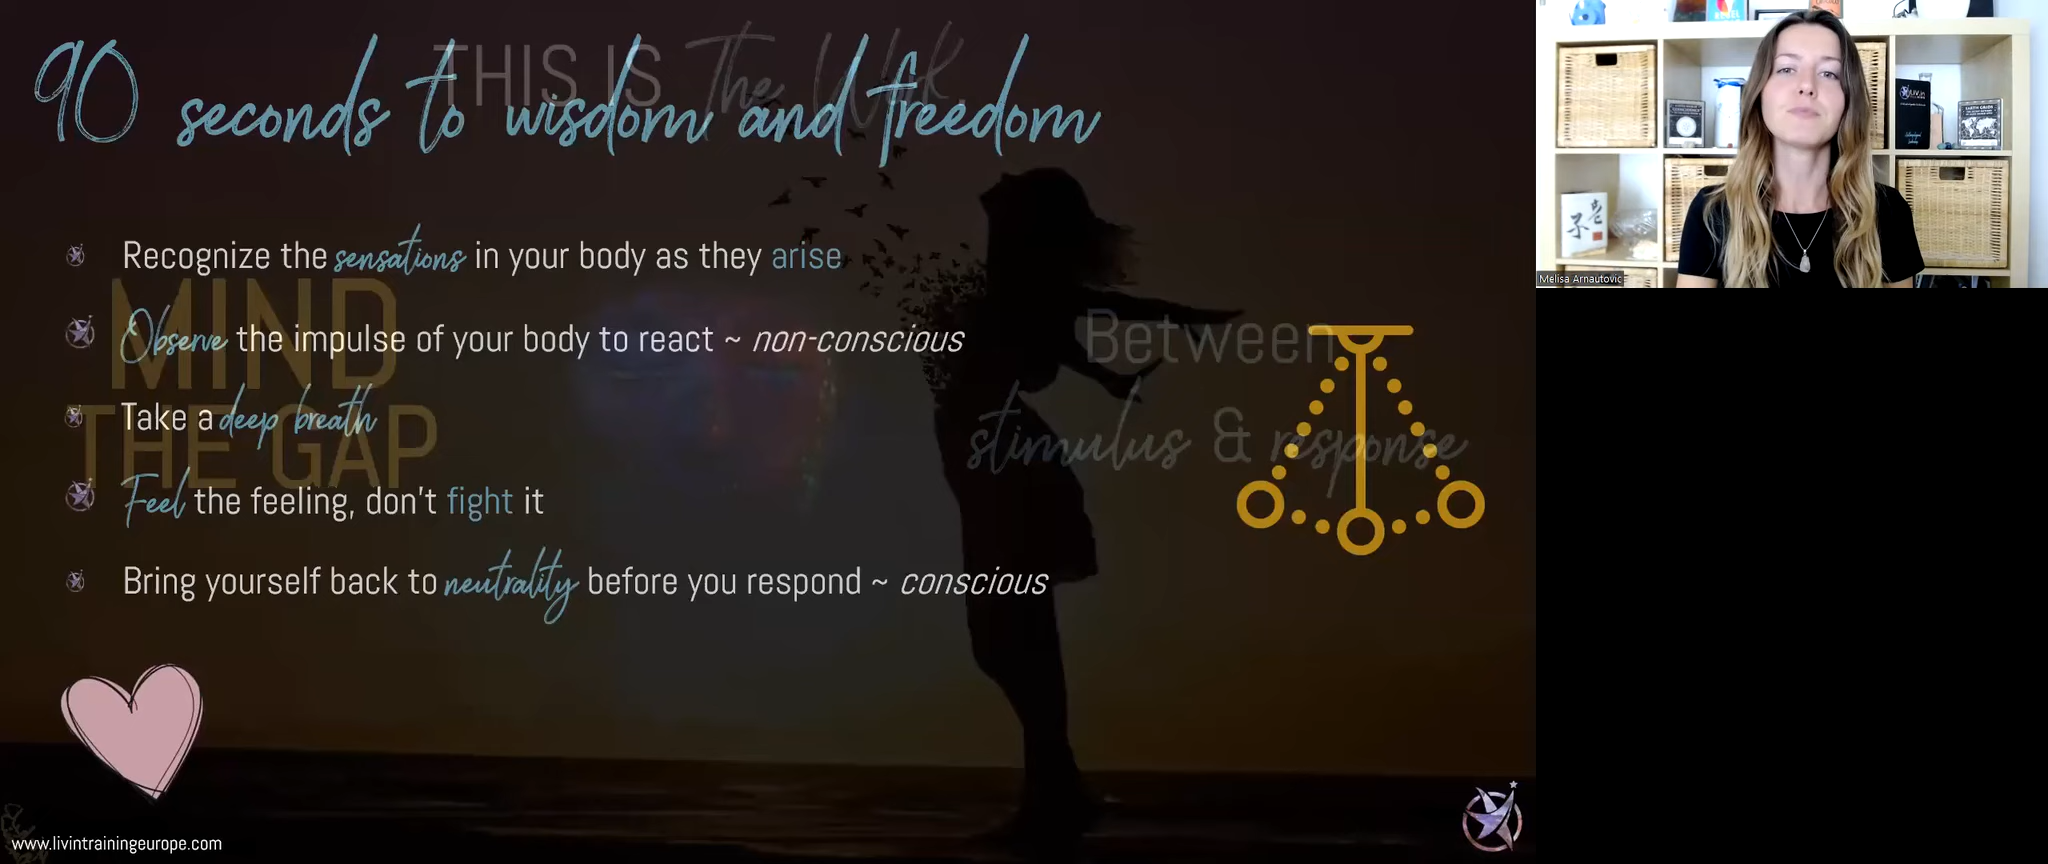 90 seconds to wisdom and freedom
THIS IS The Work.
Recognize the sensations in your body as they arise
Observe the impulse of your body to react ~ non-conscious
Take a deep breath
Feel the feeling, don't fight it
Bring yourself back to neutrality before you respond ~ conscious
MIND
THE GAP
Between
stimulus & response
www.livintrainingeurope.com
Melisa Arnautovic
老
子